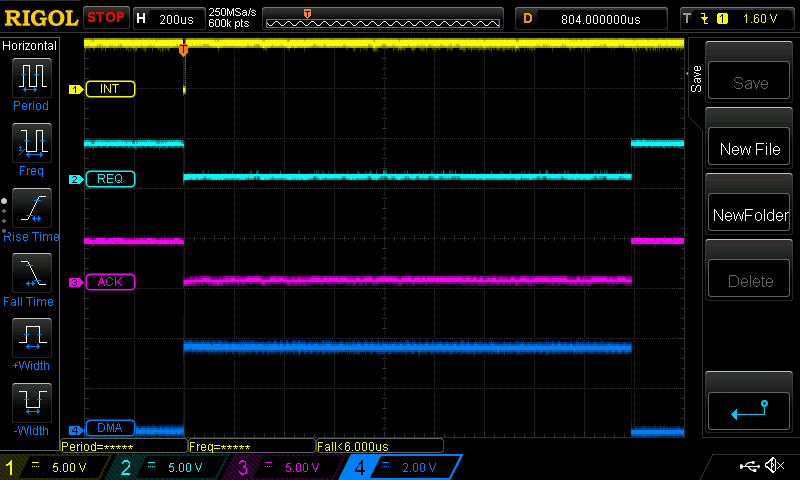 RIGOL STOP H 200us 250MSa/s 600k pts D 804.000000us T 1 1.60 V
Horizontal
Period
Freq
Rise Time
Fall Time
+Width
-Width
T
1 INT
2 REQ
3 ACK
4 DMA
Save
Save
New File
NewFolder
Delete
Period=***** Freq=***** Fall<6.000us
1 5.00 V 2 5.00 V 3 5.00 V 4 2.00 V